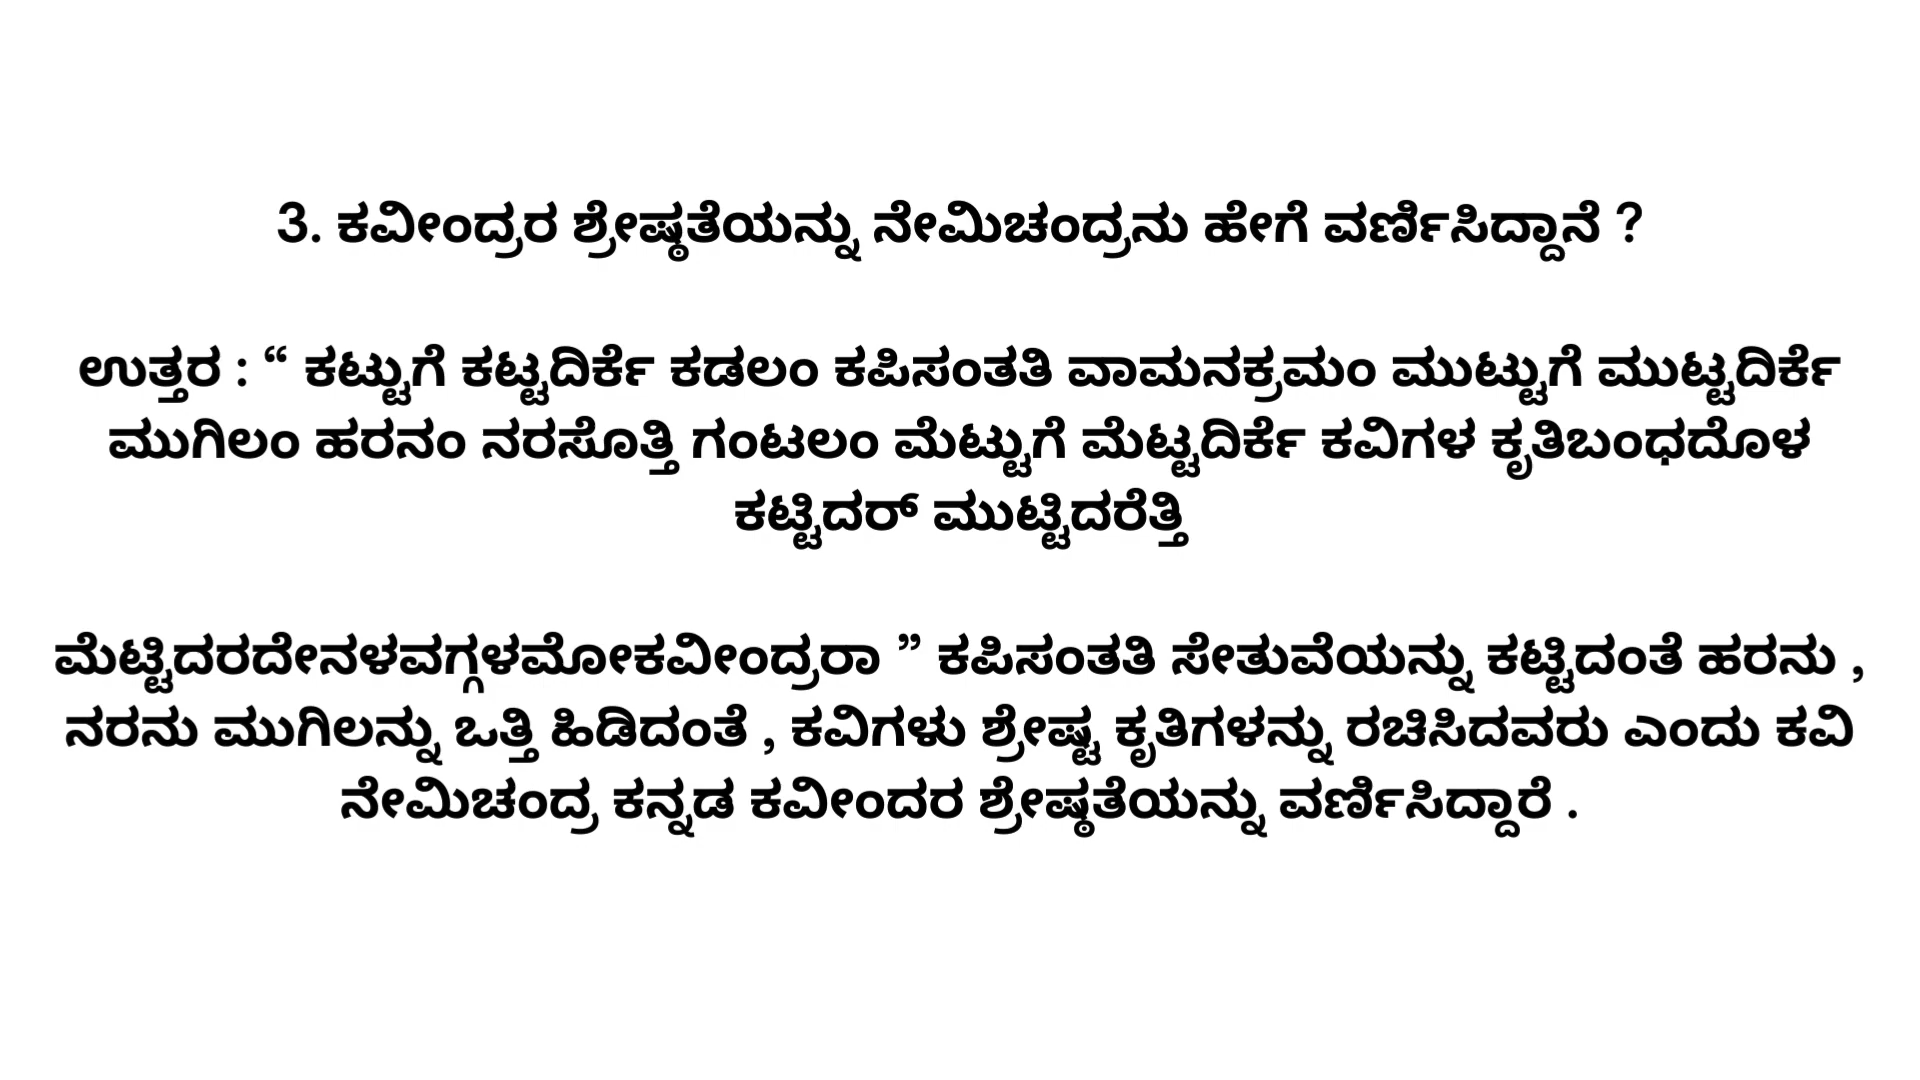 3. ಕವೀಂದ್ರರ ಶ್ರೇಷ್ಠತೆಯನ್ನು ನೇಮಿಚಂದ್ರನು ಹೇಗೆ ವರ್ಣಿಸಿದ್ದಾನೆ ?
ಉತ್ತರ : “ ಕಟ್ಟುಗೆ ಕಟ್ಟದಿರ್ಕೆ ಕಡಲಂ ಕಪಿಸಂತತಿ ವಾಮನಕ್ರಮಂ ಮುಟ್ಟುಗೆ ಮುಟ್ಟದಿರ್ಕೆ
ಮುಗಿಲಂ ಹರನಂ ನರಸೊತ್ತಿ ಗಂಟಲಂ ಮೆಟ್ಟುಗೆ ಮೆಟ್ಟದಿರ್ಕೆ ಕವಿಗಳ ಕೃತಿಬಂಧದೊಳ
ಕಟ್ಟಿದರ್ ಮುಟ್ಟಿದರೆತ್ತಿ
ಮೆಟ್ಟಿದರದೇನಳವಗ್ಗಳಮೋಕವೀಂದ್ರರಾ ” ಕಪಿಸಂತತಿ ಸೇತುವೆಯನ್ನು ಕಟ್ಟಿದಂತೆ ಹರನು ,
ನರನು ಮುಗಿಲನ್ನು ಒತ್ತಿ ಹಿಡಿದಂತೆ , ಕವಿಗಳು ಶ್ರೇಷ್ಟ ಕೃತಿಗಳನ್ನು ರಚಿಸಿದವರು ಎಂದು ಕವಿ
ನೇಮಿಚಂದ್ರ ಕನ್ನಡ ಕವೀಂದರ ಶ್ರೇಷ್ಠತೆಯನ್ನು ವರ್ಣಿಸಿದ್ದಾರೆ .